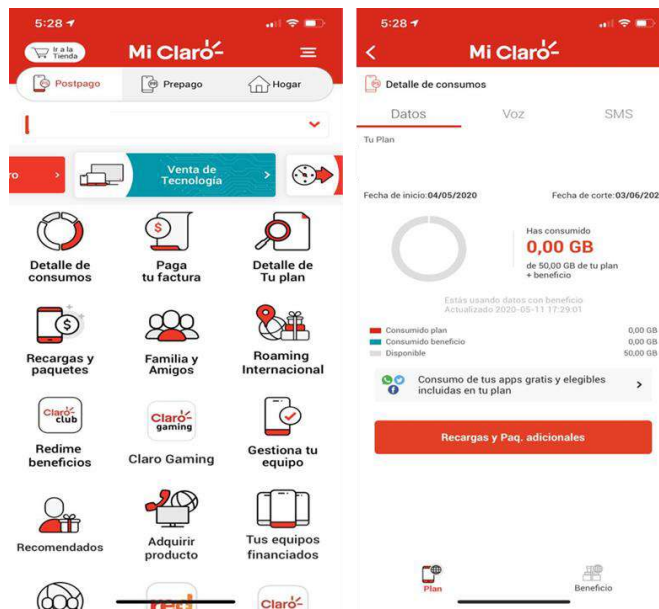 5:28
Ir a la
Tienda
Mi Claro
Postpago
Prepago
Hogar
ro
Venta de
Tecnología
Detalle de
consumos
Paga
tu factura
Detalle de
Tu plan
Recargas y
paquetes
Familia y
Amigos
Roaming
Internacional
Claro
club
Redime
beneficios
Claro
gaming
Claro Gaming
Gestiona tu
equipo
Recomendados
Adquirir
producto
Tus equipos
financiados
Claro
5:28
Mi Claro
Detalle de consumos
Datos Voz SMS
Tu Plan
Fecha de inicio:04/05/2020 Fecha de corte:03/06/202
Has consumido
0,00 GB
de 50,00 GB de tu plan
+ beneficio
Estás usando datos con beneficio
Actualizado 2020-05-11 17:29:01
Consumido plan 0,00 GB
Consumido beneficio 0,00 GB
Disponible 50,00 GB
Consumo de tus apps gratis y elegibles
incluidas en tu plan
Recargas y Paq. adicionales
Plan
Beneficio